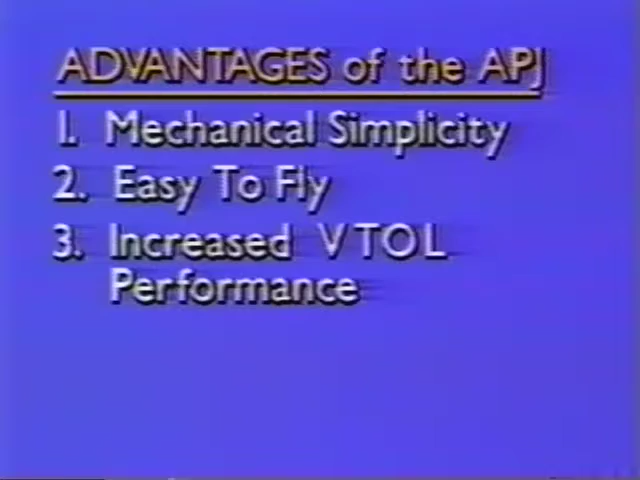 ADVANTAGES of the APJ
1. Mechanical Simplicity
2. Easy To Fly
3. Increased VTOL
Performance